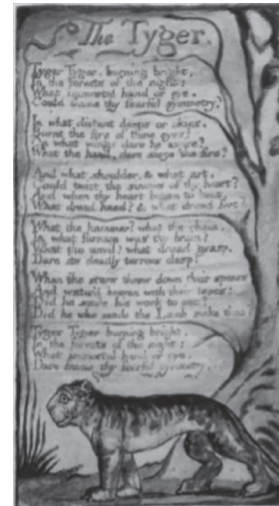 The Tyger.
Tyger Tyger, burning bright,
In the forests of the night;
What immortal hand or eye,
Could frame thy fearful symmetry?
In what distant deeps or skies,
Burnt the fire of thine eyes?
On what wings dare he aspire?
What the hand, dare sieze the fire?
And what shoulder, & what art,
Could twist the sinews of thy heart?
And when thy heart began to beat,
What dread hand? & what dread feet?
What the hammer? what the chain,
In what furnace was thy brain?
What the anvil? what dread grasp,
Dare its deadly terrors clasp?
When the stars threw down their spears
And water'd heaven with their tears:
Did he smile his work to see?
Did he who made the Lamb make thee?
Tyger Tyger burning bright,
In the forests of the night:
What immortal hand or eye,
Dare frame thy fearful symmetry?